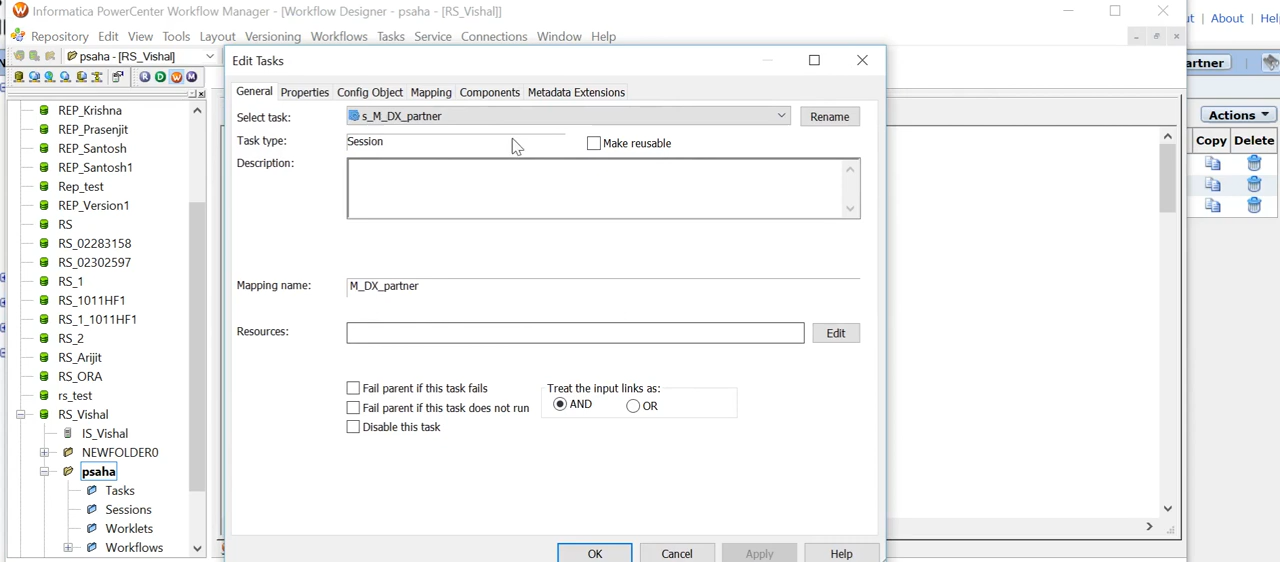 Informatica PowerCenter Workflow Manager - [Workflow Designer - psaha - [RS_Vishal]]
About Hel
Repository Edit View Tools Layout Versioning Workflows Tasks Service Connections Window Help
psaha - [RS_Vishal]
Edit Tasks
artner
R D W M
General Properties Config Object Mapping Components Metadata Extensions
REP_Krishna
REP_Prasenjit
REP_Santosh
REP_Santosh1
Rep_test
REP_Version1
RS
RS_02283158
RS_02302597
RS_1
RS_1011HF1
RS_1_1011HF1
RS_2
RS_Arijit
RS_ORA
rs_test
RS_Vishal
IS_Vishal
NEWFOLDER0
psaha
Tasks
Sessions
Worklets
Workflows
Select task: s_M_DX_partner Rename
Task type: Session Make reusable
Description:
Mapping name: M_DX_partner
Resources: Edit
Fail parent if this task fails
Fail parent if this task does not run
Disable this task
Treat the input links as:
AND OR
OK Cancel Apply Help
Actions
Copy Delete